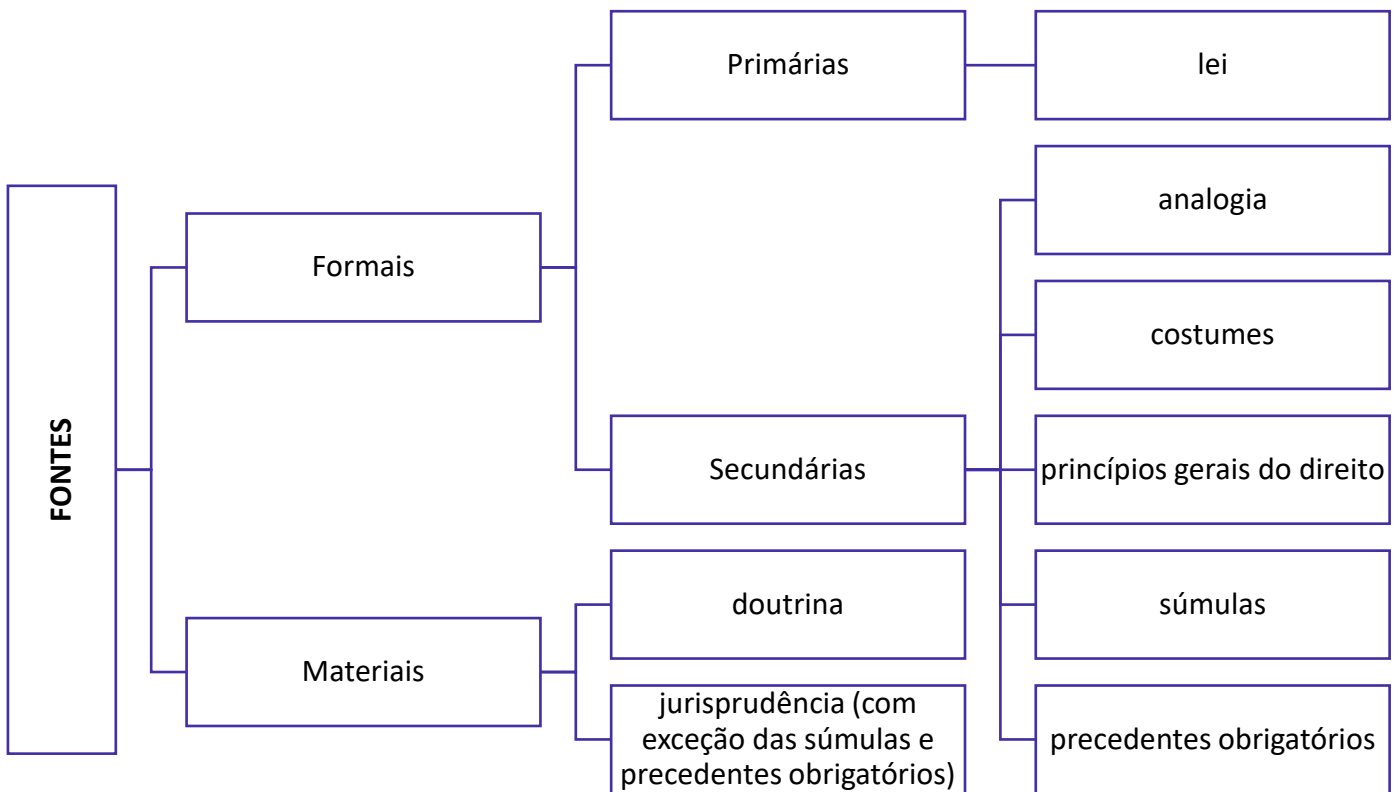 FONTES
Formais
Primárias
lei
Secundárias
analogia
costumes
princípios gerais do direito
súmulas
precedentes obrigatórios
Materiais
doutrina
jurisprudência (com
exceção das súmulas e
precedentes obrigatórios)